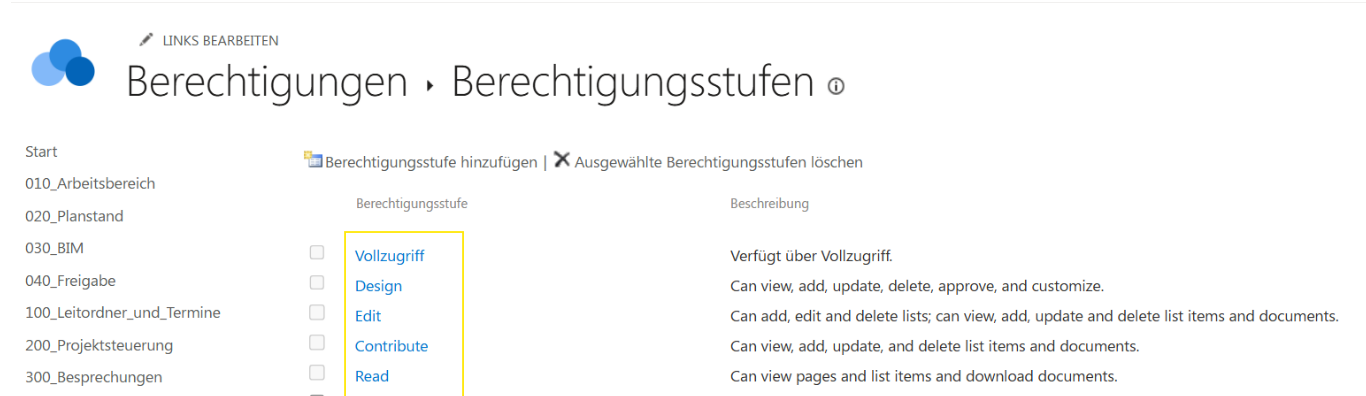 LINKS BEARBEITEN
Berechtigungen ▸ Berechtigungsstufen
Start
010_Arbeitsbereich
020_Planstand
030_BIM
040_Freigabe
100_Leitordner_und_Termine
200_Projektsteuerung
300_Besprechungen
Berechtigungsstufe hinzufügen | Ausgewählte Berechtigungsstufen löschen
Berechtigungsstufe Beschreibung
Vollzugriff Verfügt über Vollzugriff.
Design Can view, add, update, delete, approve, and customize.
Edit Can add, edit and delete lists; can view, add, update and delete list items and documents.
Contribute Can view, add, update, and delete list items and documents.
Read Can view pages and list items and download documents.